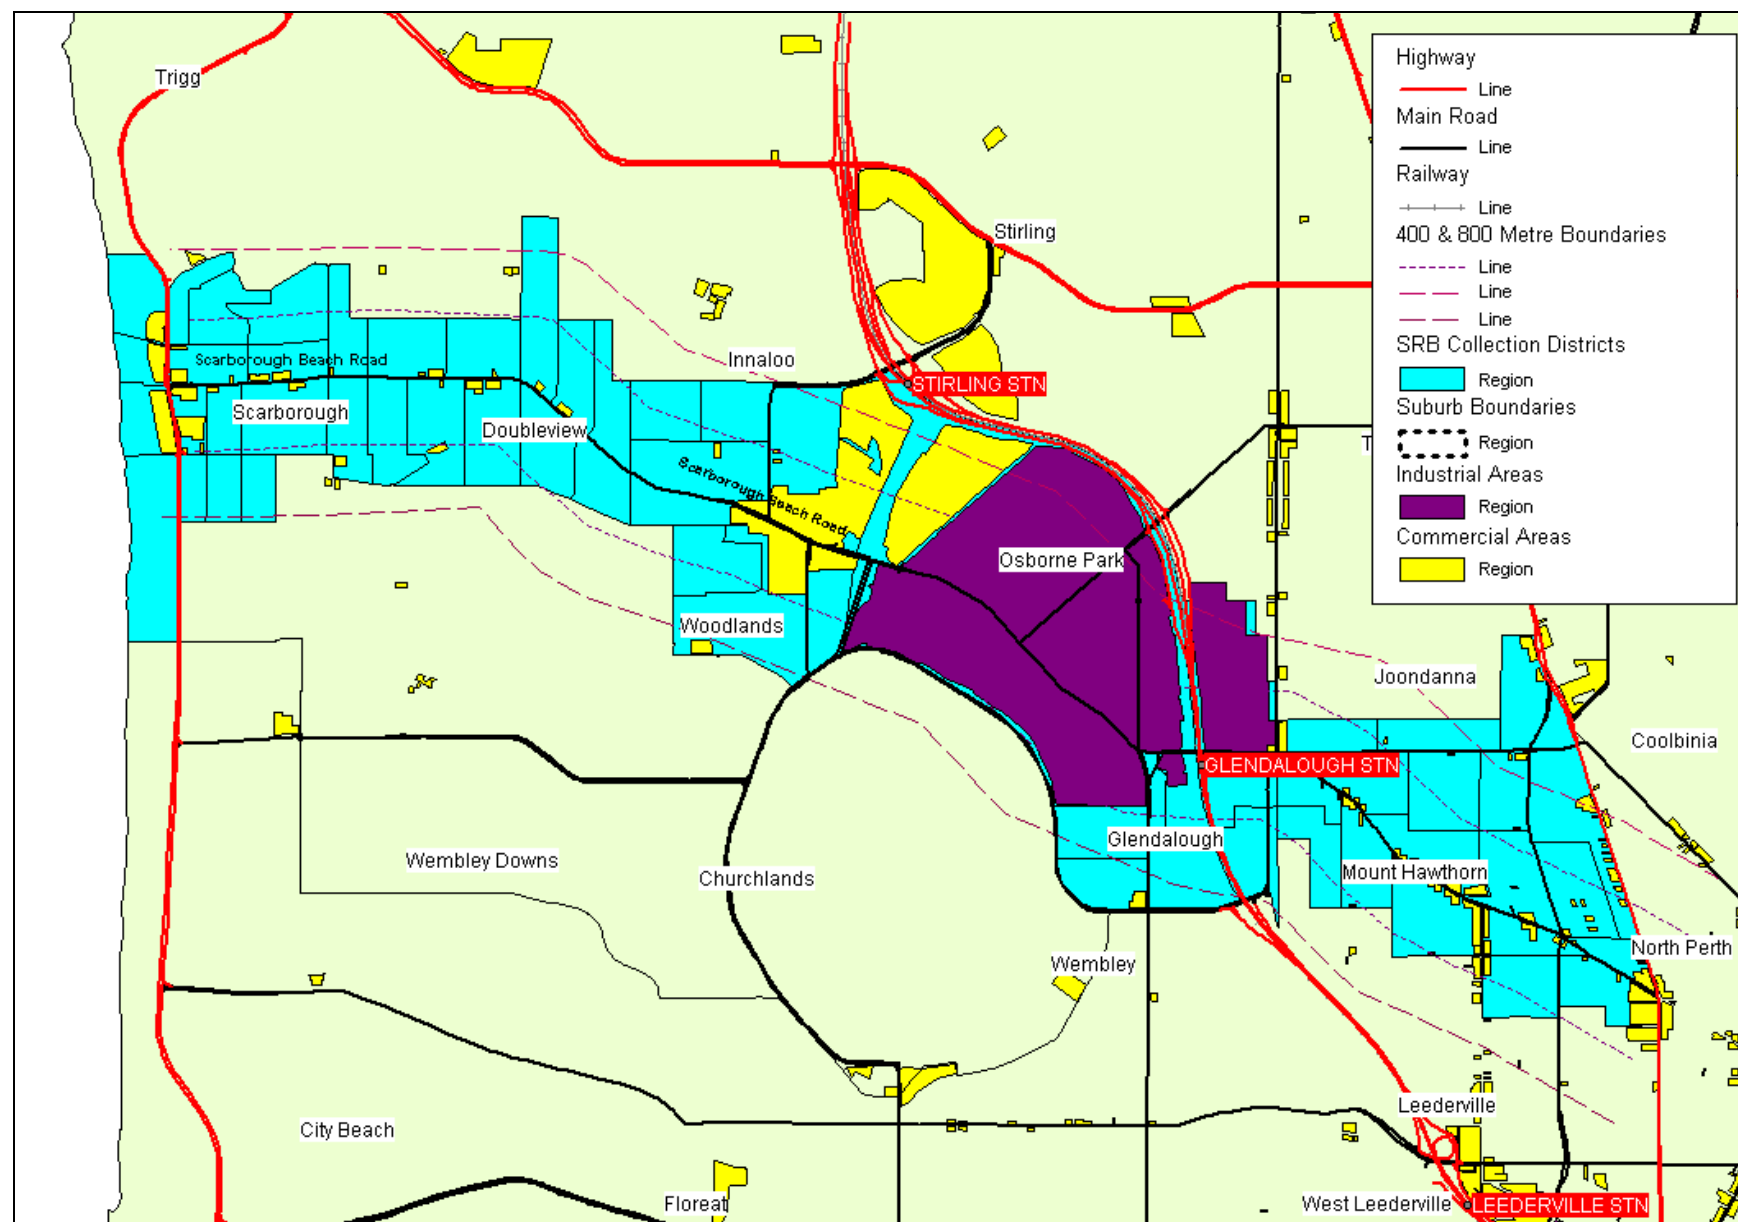 Trigg
Stirling
Innaloo
STIRLING STN
Scarborough Beach Road
Scarborough
Doubleview
Scarborough Beach Road
Osborne Park
Woodlands
Joondanna
Coolbinia
GLENDALOUGH STN
Glendalough
Mount Hawthorn
Wembley Downs
Churchlands
North Perth
Wembley
Leederville
City Beach
Floreat
West Leederville
LEEDERVILLE STN
T
Highway
Line
Main Road
Line
Railway
Line
400 & 800 Metre Boundaries
Line
Line
Line
SRB Collection Districts
Region
Suburb Boundaries
Region
Industrial Areas
Region
Commercial Areas
Region